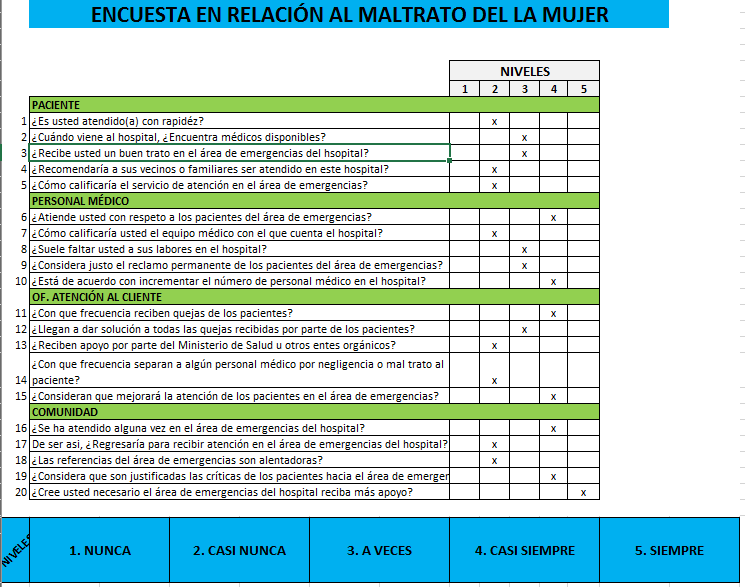 ENCUESTA EN RELACIÓN AL MALTRATO DEL LA MUJER
NIVELES
1 2 3 4 5
PACIENTE
1 ¿Es usted atendido(a) con rapidéz? x
2 ¿Cuándo viene al hospital, ¿Encuentra médicos disponibles? x
3 ¿Recibe usted un buen trato en el área de emergencias del hsopital? x
4 ¿Recomendaría a sus vecinos o familiares ser atendido en este hospital? x
5 ¿Cómo calificaría el servicio de atención en el área de emergencias? x
PERSONAL MÉDICO
6 ¿Atiende usted con respeto a los pacientes del área de emergencias? x
7 ¿Cómo calificaría usted el equipo médico con el que cuenta el hospital? x
8 ¿Suele faltar usted a sus labores en el hospital? x
9 ¿Considera justo el reclamo permanente de los pacientes del área de emergencias? x
10 ¿Está de acuerdo con incrementar el número de personal médico en el hospital? x
OF. ATENCIÓN AL CLIENTE
11 ¿Con que frecuencia reciben quejas de los pacientes? x
12 ¿Llegan a dar solución a todas las quejas recibidas por parte de los pacientes? x
13 ¿Reciben apoyo por parte del Ministerio de Salud u otros entes orgánicos? x
¿Con que frecuencia separan a algún personal médico por negligencia o mal trato al
14 paciente? x
15 ¿Consideran que mejorará la atención de los pacientes en el área de emergencias? x
COMUNIDAD
16 ¿Se ha atendido alguna vez en el área de emergencias del hospital? x
17 De ser asi, ¿Regresaría para recibir atención en el área de emergencias del hospital? x
18 ¿Las referencias del área de emergencias son alentadoras? x
19 ¿Considera que son justificadas las críticas de los pacientes hacia el área de emerger x
20 ¿Cree usted necesario el área de emergencias del hospital reciba más apoyo? x
NIVELES 1. NUNCA 2. CASI NUNCA 3. A VECES 4. CASI SIEMPRE 5. SIEMPRE